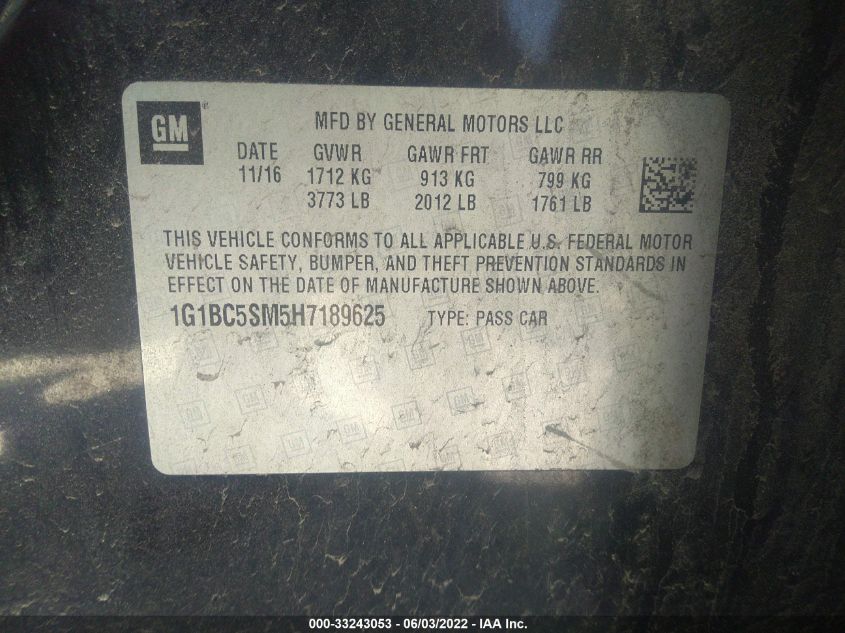 GM
MFD BY GENERAL MOTORS LLC
DATE GVWR GAWR FRT GAWR RR
11/16 1712 KG 913 KG 799 KG
3773 LB 2012 LB 1761 LB
THIS VEHICLE CONFORMS TO ALL APPLICABLE U.S. FEDERAL MOTOR
VEHICLE SAFETY, BUMPER, AND THEFT PREVENTION STANDARDS IN
EFFECT ON THE DATE OF MANUFACTURE SHOWN ABOVE.
1G1BC5SM5H7189625 TYPE: PASS CAR
000-33243053 - 06/03/2022 - IAA Inc.